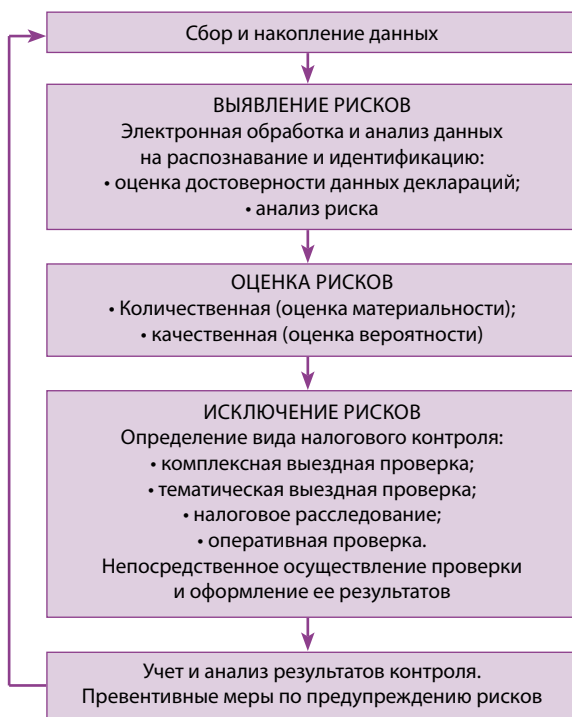 Сбор и накопление данных
ВЫЯВЛЕНИЕ РИСКОВ
Электронная обработка и анализ данных
на распознавание и идентификацию:
• оценка достоверности данных деклараций;
• анализ риска
ОЦЕНКА РИСКОВ
• Количественная (оценка материальности);
• качественная (оценка вероятности)
ИСКЛЮЧЕНИЕ РИСКОВ
Определение вида налогового контроля:
• комплексная выездная проверка;
• тематическая выездная проверка;
• налоговое расследование;
• оперативная проверка.
Непосредственное осуществление проверки
и оформление ее результатов
Учет и анализ результатов контроля.
Превентивные меры по предупреждению рисков